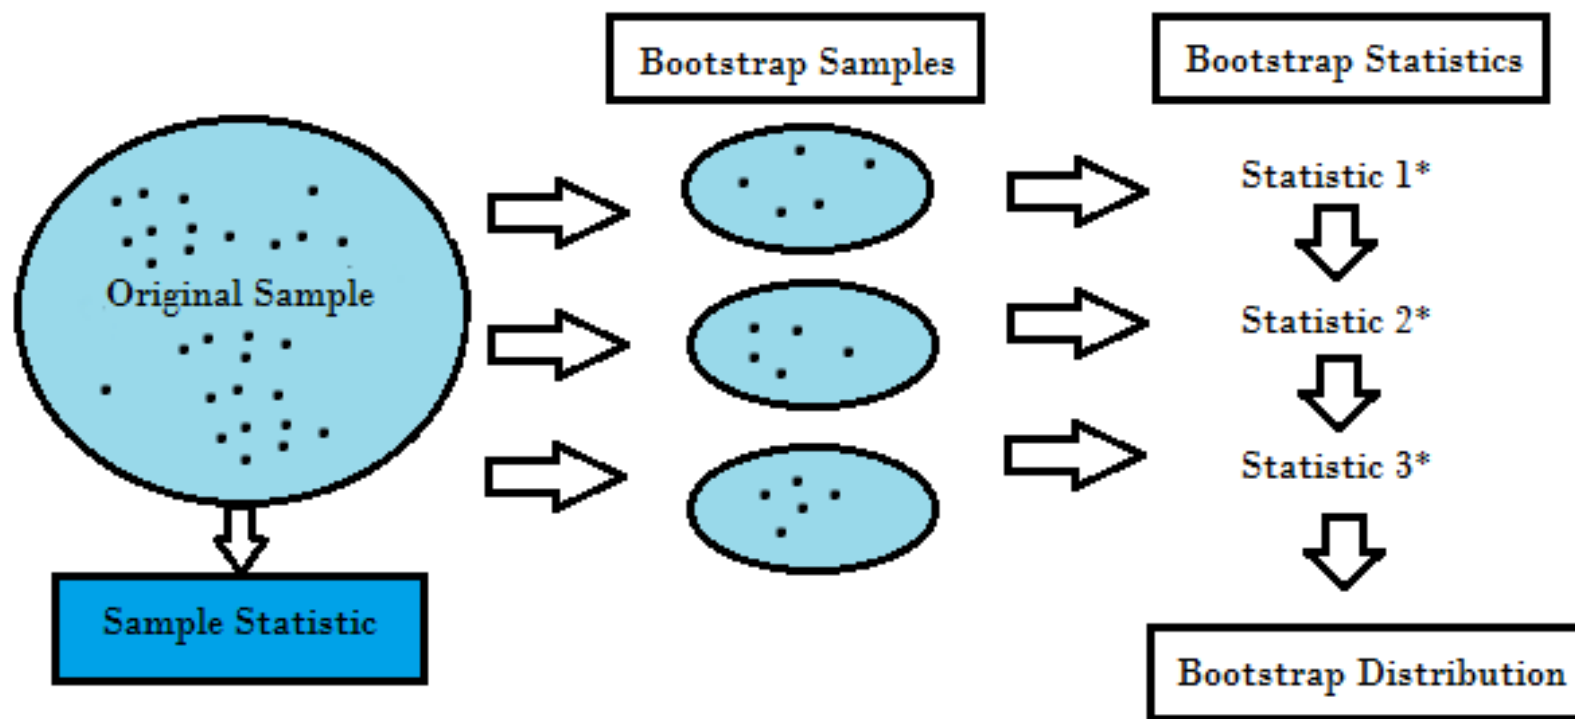 Bootstrap Samples
Bootstrap Statistics
Original Sample
Statistic 1*
Statistic 2*
Statistic 3*
Sample Statistic
Bootstrap Distribution